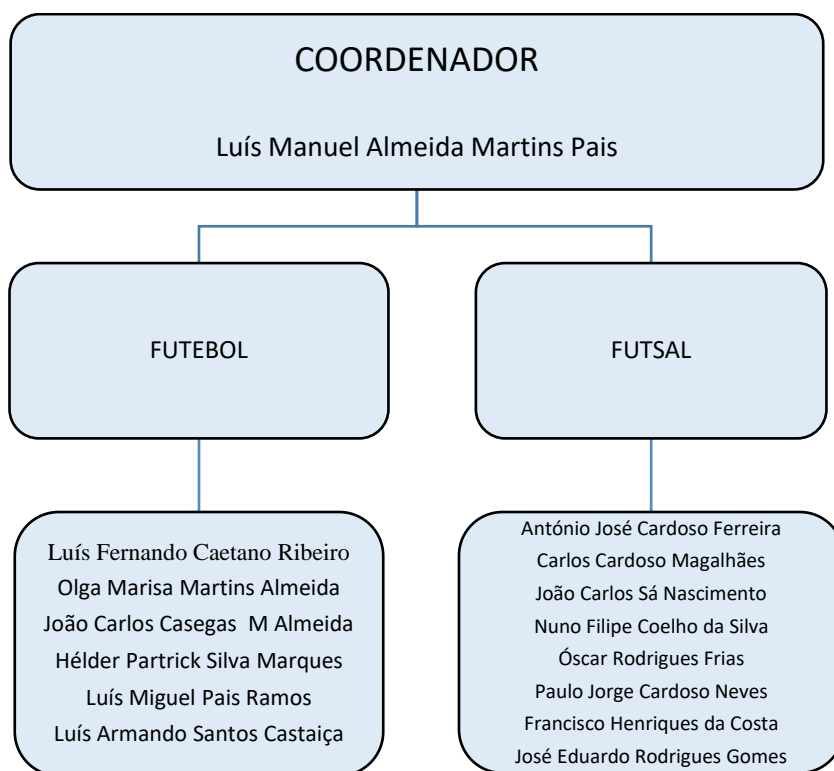 COORDENADOR
Luís Manuel Almeida Martins Pais
FUTEBOL
FUTSAL
Luís Fernando Caetano Ribeiro
Olga Marisa Martins Almeida
João Carlos Casegas M Almeida
Hélder Partrick Silva Marques
Luís Miguel Pais Ramos
Luís Armando Santos Castaiça
António José Cardoso Ferreira
Carlos Cardoso Magalhães
João Carlos Sá Nascimento
Nuno Filipe Coelho da Silva
Óscar Rodrigues Frias
Paulo Jorge Cardoso Neves
Francisco Henriques da Costa
José Eduardo Rodrigues Gomes